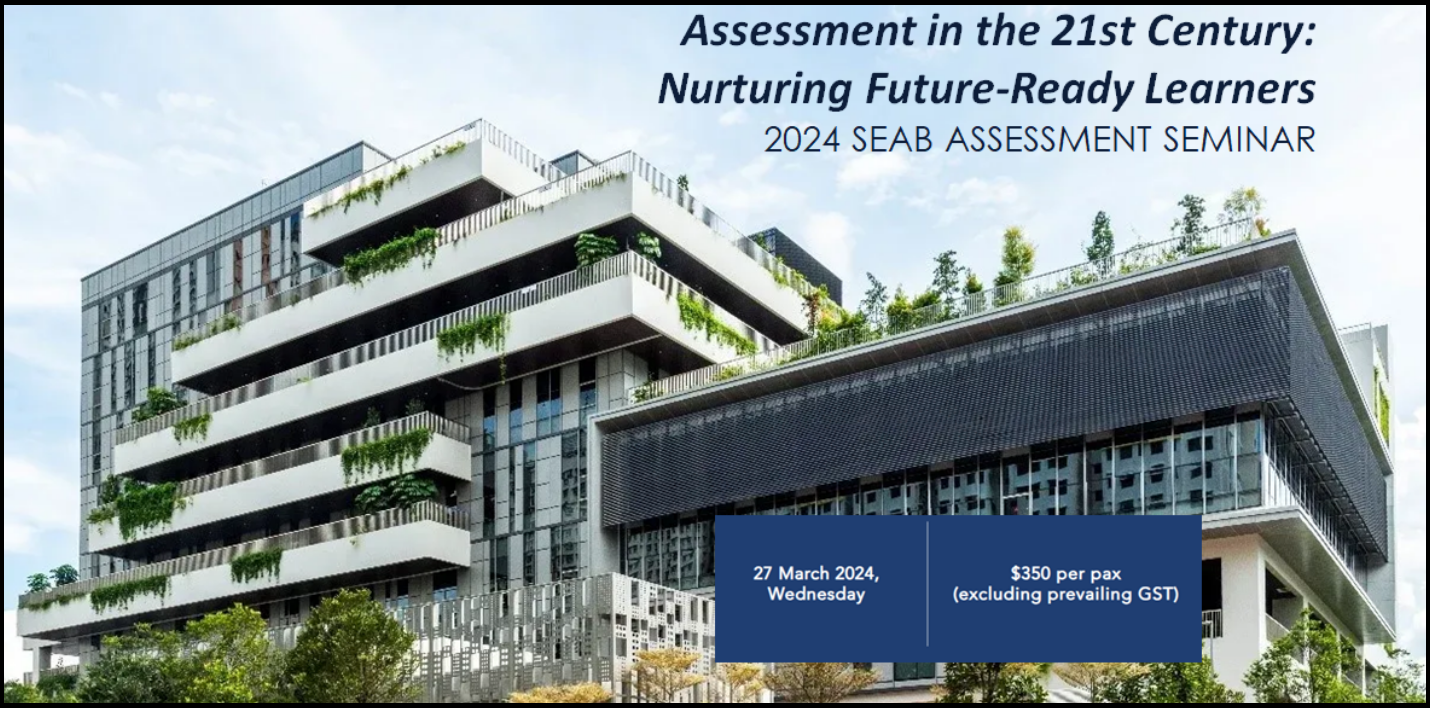 Assessment in the 21st Century:
Nurturing Future-Ready Learners
2024 SEAB ASSESSMENT SEMINAR
27 March 2024,
Wednesday
$350 per pax
(excluding prevailing GST)